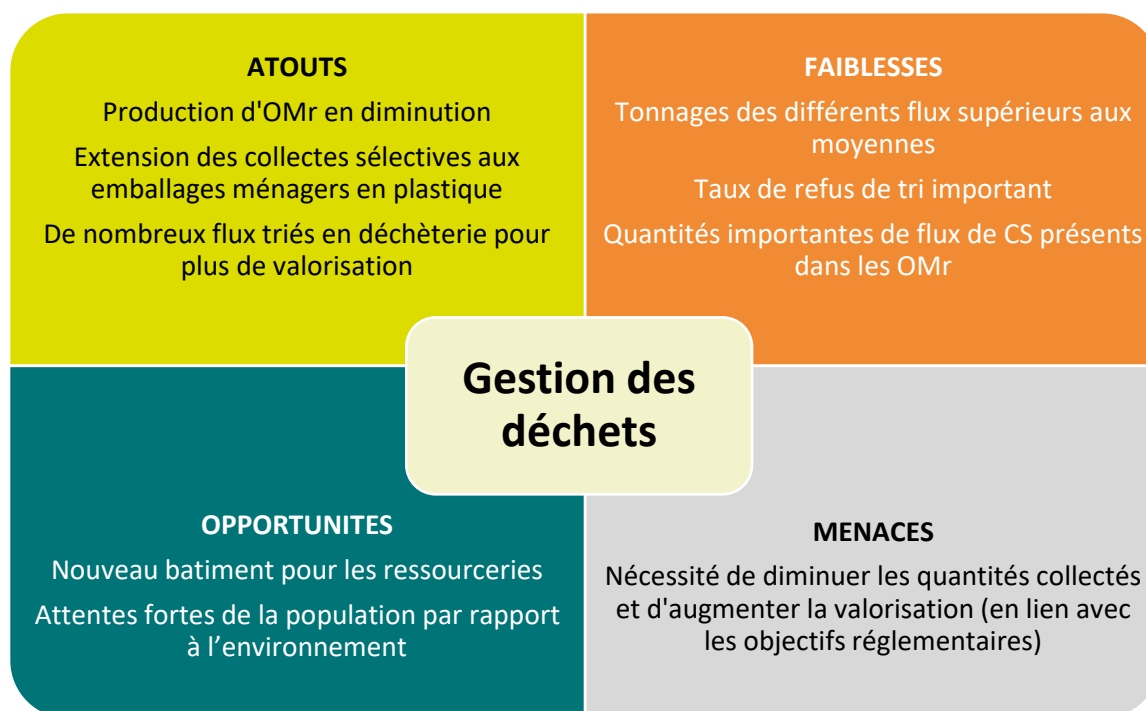 ATOUTS
Production d'OMr en diminution
Extension des collectes sélectives aux
emballages ménagers en plastique
De nombreux flux triés en déchèterie pour
plus de valorisation
FAIBLESSES
Tonnages des différents flux supérieurs aux
moyennes
Taux de refus de tri important
Quantités importantes de flux de CS présents
dans les OMr
Gestion des
déchets
OPPORTUNITES
Nouveau batiment pour les ressourceries
Attentes fortes de la population par rapport
à l’environnement
MENACES
Nécessité de diminuer les quantités collectés
et d'augmenter la valorisation (en lien avec
les objectifs réglementaires)